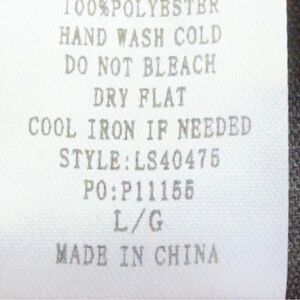 100%POLYESTER
HAND WASH COLD
DO NOT BLEACH
DRY FLAT
COOL IRON IF NEEDED
STYLE:LS40475
PO:P11155
L/G
MADE IN CHINA